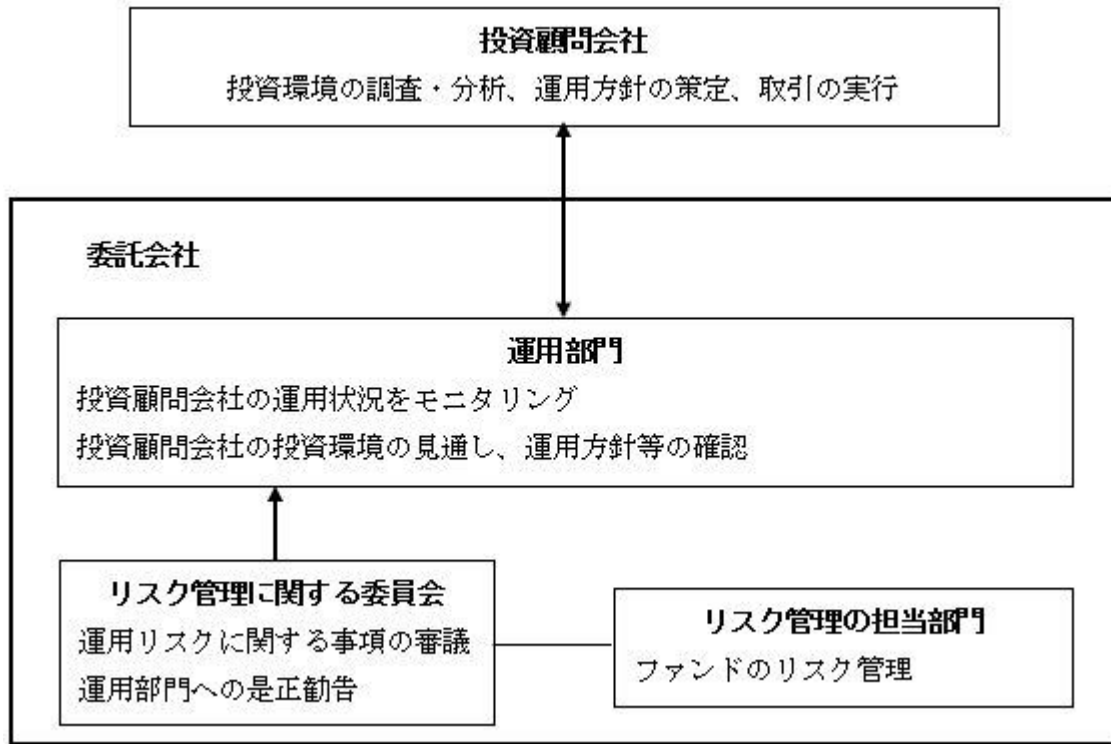 投資顧問会社
投資環境の調査・分析、運用方針の策定、取引の実行
委託会社
運用部門
投資顧問会社の運用状況をモニタリング
投資顧問会社の投資環境の見通し、運用方針等の確認
リスク管理に関する委員会
運用リスクに関する事項の審議
運用部門への是正勧告
リスク管理の担当部門
ファンドのリスク管理